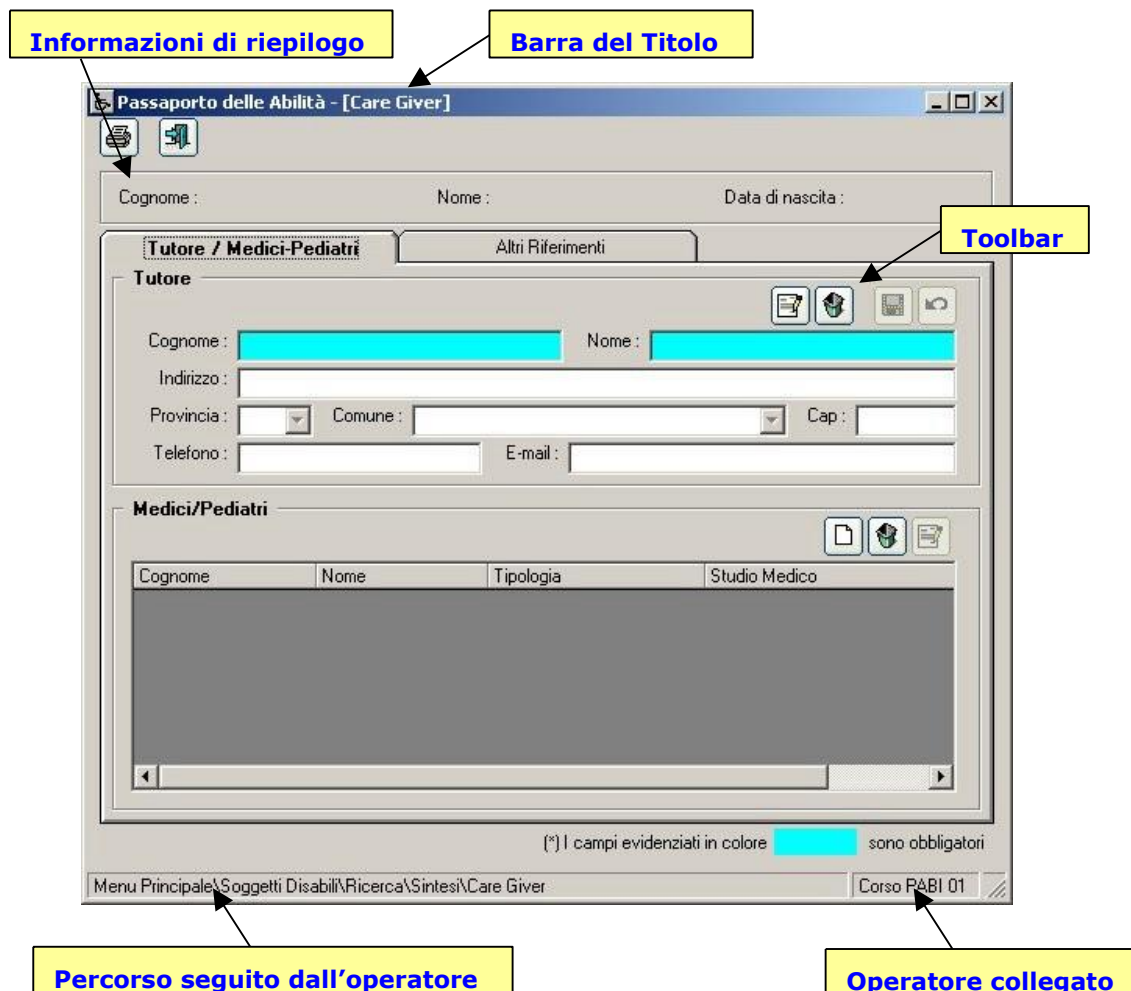 Informazioni di riepilogo
Barra del Titolo
Passaporto delle Abilità - [Care Giver]
Cognome : Nome : Data di nascita :
Toolbar
Tutore / Medici-Pediatri Altri Riferimenti
Tutore
Cognome : Nome :
Indirizzo :
Provincia : Comune : Cap :
Telefono : E-mail :
Medici/Pediatri
Cognome Nome Tipologia Studio Medico
(*) I campi evidenziati in colore sono obbligatori
Menu Principale\Soggetti Disabili\Ricerca\Sintesi\Care Giver Corso PABI 01
Percorso seguito dall’operatore
Operatore collegato